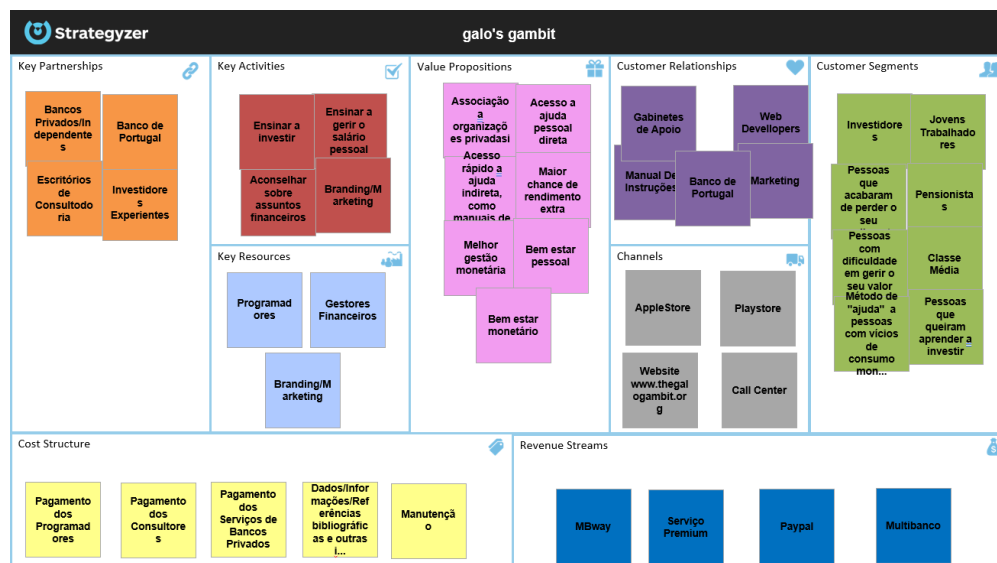 Strategyzer
galo's gambit
Key Partnerships
Bancos
Privados/In
dependente
s
Banco de
Portugal
Escritórios
de
Consultodo
ria
Investidore
s Experientes
Key Activities
Ensinar a
investir
Ensinar a
gerir o
salário
pessoal
Aconselhar
sobre
assuntos
financeiros
Branding/M
arketing
Key Resources
Programad
ores
Gestores
Financeiros
Branding/M
arketing
Value Propositions
Associação
a
organizaçõ
es privadasi
Acesso a
ajuda
pessoal
direta
Acesso
rápido a
ajuda
indireta,
como
manuais de
Maior
chance de
rendimento
extra
Melhor
gestão
monetária
Bem estar
pessoal
Bem estar
monetário
Customer Relationships
Gabinetes
de Apoio
Web
Devellopers
Manual De
Instruções
Banco de
Portugal
Marketing
Channels
AppleStore
Playstore
Website
www.thegal
ogambit.or
g
Call Center
Customer Segments
Investidore
s
Jovens
Trabalhado
res
Pessoas
que
acabaram
de perder o
seu
Pensionista
s
Pessoas
com
dificuldade
em gerir o
seu valor
Classe
Média
Método de
"ajuda" a
pessoas
com vícios
de
consumo
mon...
Pessoas
que
queiram
aprender a
investir
Cost Structure
Pagamento
dos
Programad
ores
Pagamento
dos
Consultore
s
Pagamento
dos
Serviços de
Bancos
Privados
Dados/Infor
mações/Ref
erências
bibliográfic
as e outras
i...
Manutençã
o
Revenue Streams
MBway
Serviço
Premium
Paypal
Multibanco